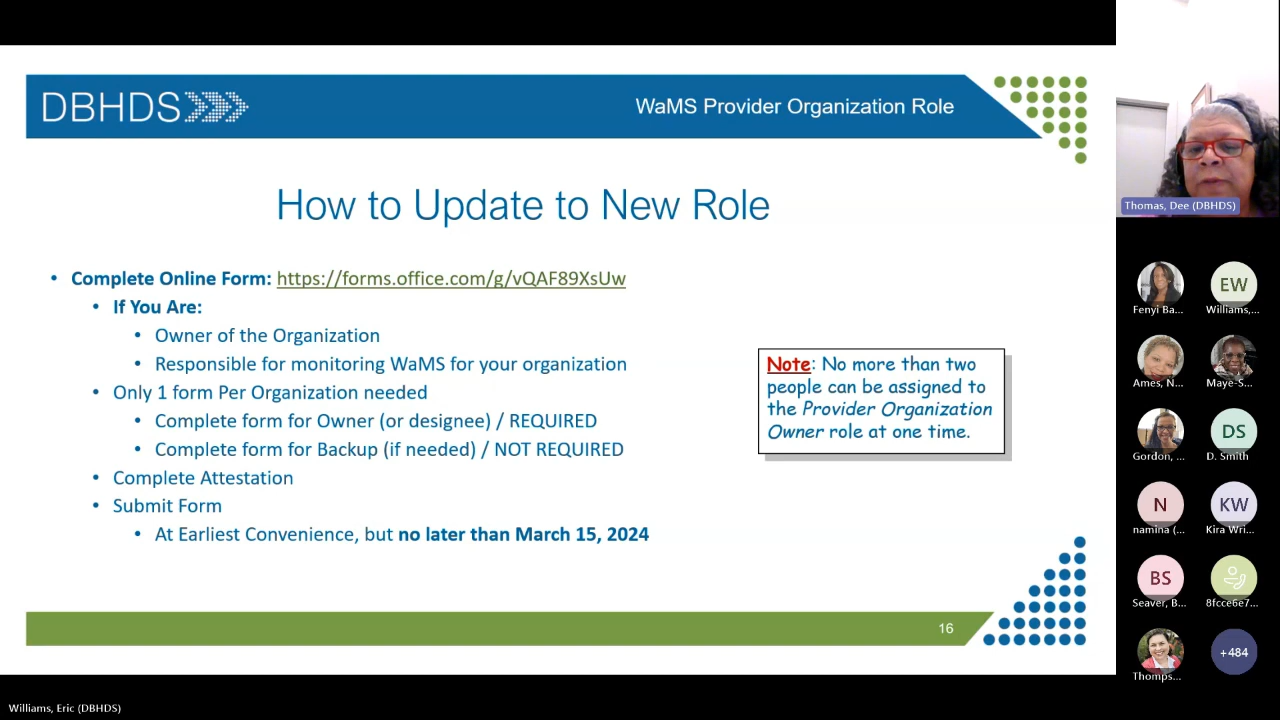 DBHDS
WaMS Provider Organization Role
How to Update to New Role
• Complete Online Form: https://forms.office.com/g/vQAF89XsUw
• If You Are:
• Owner of the Organization
• Responsible for monitoring WaMS for your organization
• Only 1 form Per Organization needed
• Complete form for Owner (or designee) / REQUIRED
• Complete form for Backup (if needed) / NOT REQUIRED
• Complete Attestation
• Submit Form
• At Earliest Convenience, but no later than March 15, 2024
Note: No more than two
people can be assigned to
the Provider Organization
Owner role at one time.
16
Thomas, Dee (DBHDS)
Fenyi Ba...
EW
Williams,...
Ames, N...
Maye-S...
Gordon, ...
DS
D. Smith
N
namina (...
KW
Kira Wri...
BS
Seaver, B...
8fcce6e7...
Thomps...
+484
Williams, Eric (DBHDS)